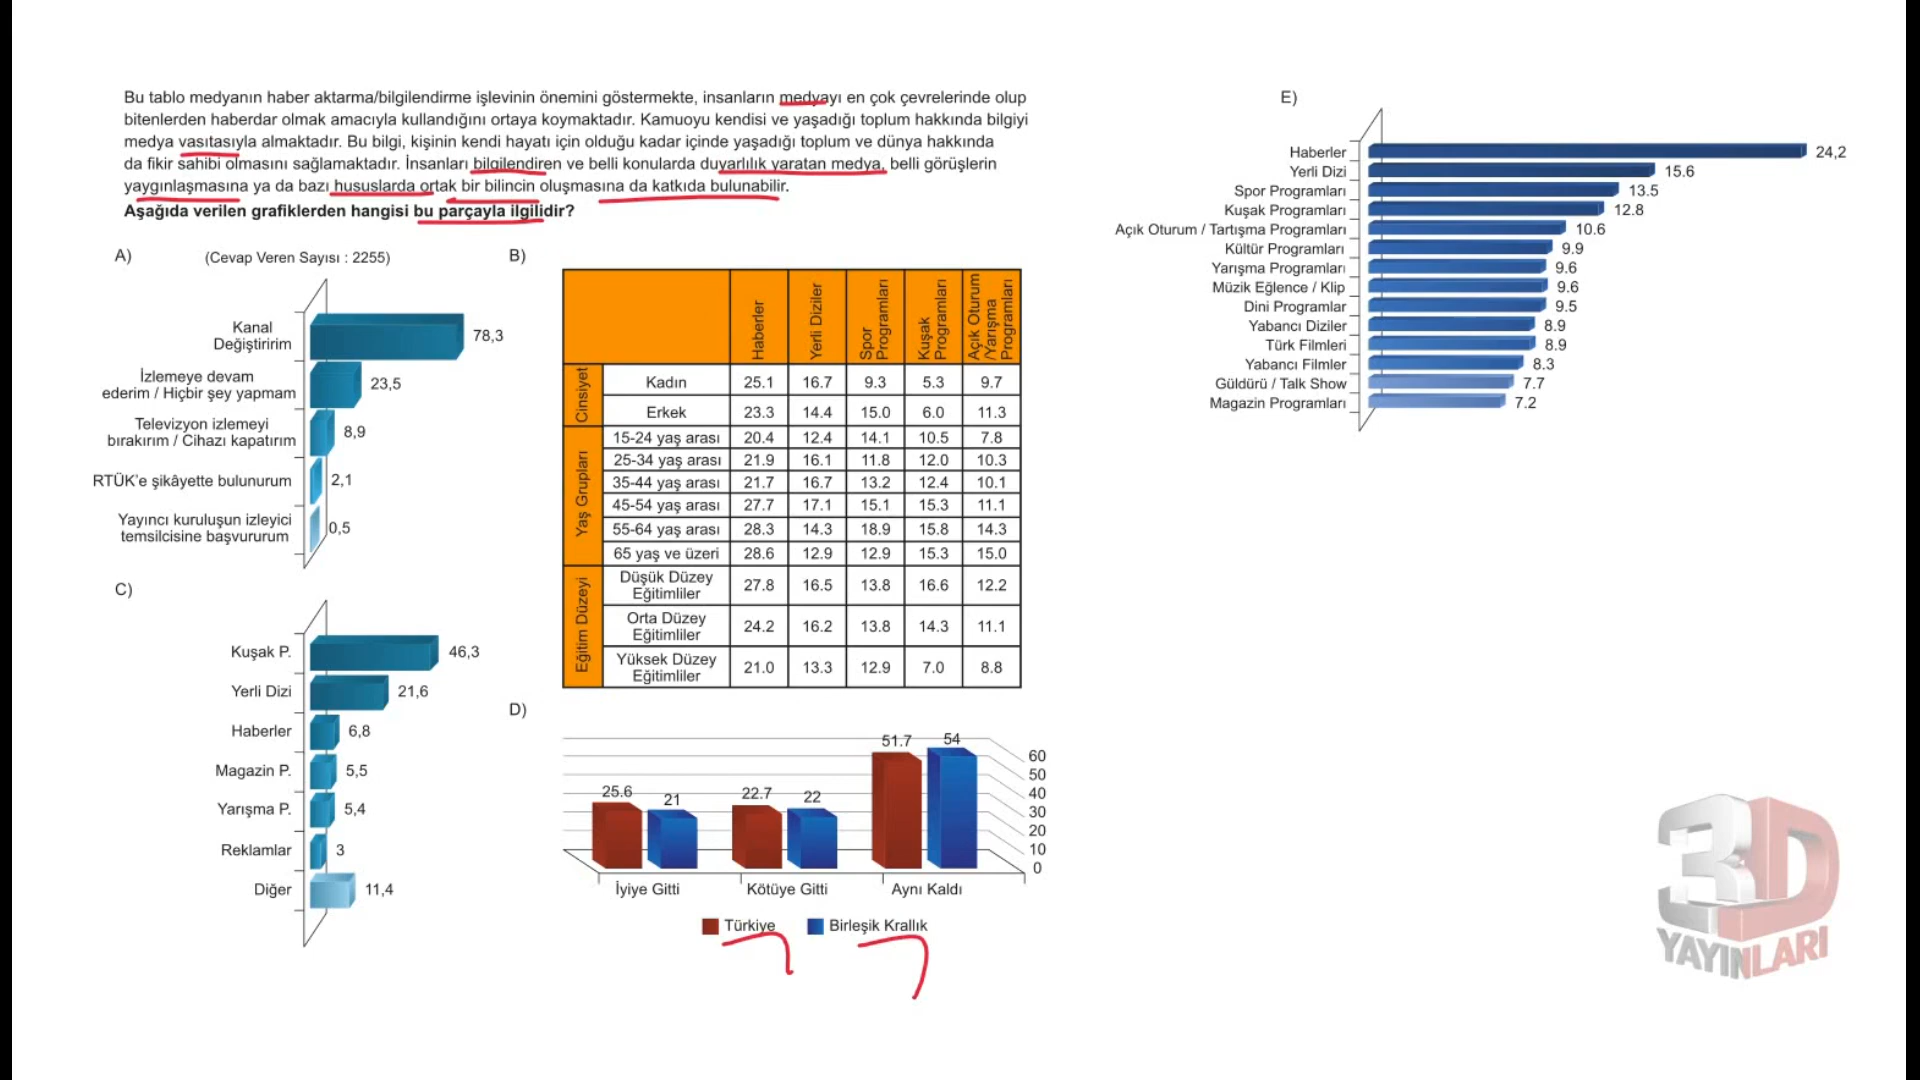 Bu tablo medyanın haber aktarma/bilgilendirme işlevinin önemini göstermekte, insanların medyayı en çok çevrelerinde olup
bitenlerden haberdar olmak amacıyla kullandığını ortaya koymaktadır. Kamuoyu kendisi ve yaşadığı toplum hakkında bilgiyi
medya vasıtasıyla almaktadır. Bu bilgi, kişinin kendi hayatı için olduğu kadar içinde yaşadığı toplum ve dünya hakkında
da fikir sahibi olmasını sağlamaktadır. İnsanları bilgilendiren ve belli konularda duyarlılık yaratan medya, belli görüşlerin
yaygınlaşmasına ya da bazı hususlarda ortak bir bilincin oluşmasına da katkıda bulunabilir.
Aşağıda verilen grafiklerden hangisi bu parçayla ilgilidir?
A)
(Cevap Veren Sayısı : 2255)
Kanal
Değiştiririm
78,3
İzlemeye devam
ederim / Hiçbir şey yapmam
23,5
Televizyon izlemeyi
bırakırım / Cihazı kapatırım
8,9
RTÜK'e şikâyette bulunurum
2,1
Yayıncı kuruluşun izleyici
temsilcisine başvururum
0,5
B)
Haberler
Yerli Diziler
Spor
Programları
Kuşak
Programları
Açık Oturum
/Yarışma
Programları
Cinsiyet
Kadın 25.1 16.7 9.3 5.3 9.7
Erkek 23.3 14.4 15.0 6.0 11.3
Yaş Grupları
15-24 yaş arası 20.4 12.4 14.1 10.5 7.8
25-34 yaş arası 21.9 16.1 11.8 12.0 10.3
35-44 yaş arası 21.7 16.7 13.2 12.4 10.1
45-54 yaş arası 27.7 17.1 15.1 15.3 11.1
55-64 yaş arası 28.3 14.3 18.9 15.8 14.3
65 yaş ve üzeri 28.6 12.9 12.9 15.3 15.0
Eğitim Düzeyi
Düşük Düzey
Eğitimliler
27.8 16.5 13.8 16.6 12.2
Orta Düzey
Eğitimliler
24.2 16.2 13.8 14.3 11.1
Yüksek Düzey
Eğitimliler
21.0 13.3 12.9 7.0 8.8
C)
Kuşak P. 46,3
Yerli Dizi 21,6
Haberler 6,8
Magazin P. 5,5
Yarışma P. 5,4
Reklamlar 3
Diğer 11,4
D)
25.6 21 22.7 22 51.7 54
60
50
40
30
20
10
0
İyiye Gitti Kötüye Gitti Aynı Kaldı
Türkiye Birleşik Krallık
E)
Haberler 24,2
Yerli Dizi 15.6
Spor Programları 13.5
Kuşak Programları 12.8
Açık Oturum / Tartışma Programları 10.6
Kültür Programları 9.9
Yarışma Programları 9.6
Müzik Eğlence / Klip 9.6
Dini Programlar 9.5
Yabancı Diziler 8.9
Türk Filmleri 8.9
Yabancı Filmler 8.3
Güldürü / Talk Show 7.7
Magazin Programları 7.2
3D
YAYINLARI